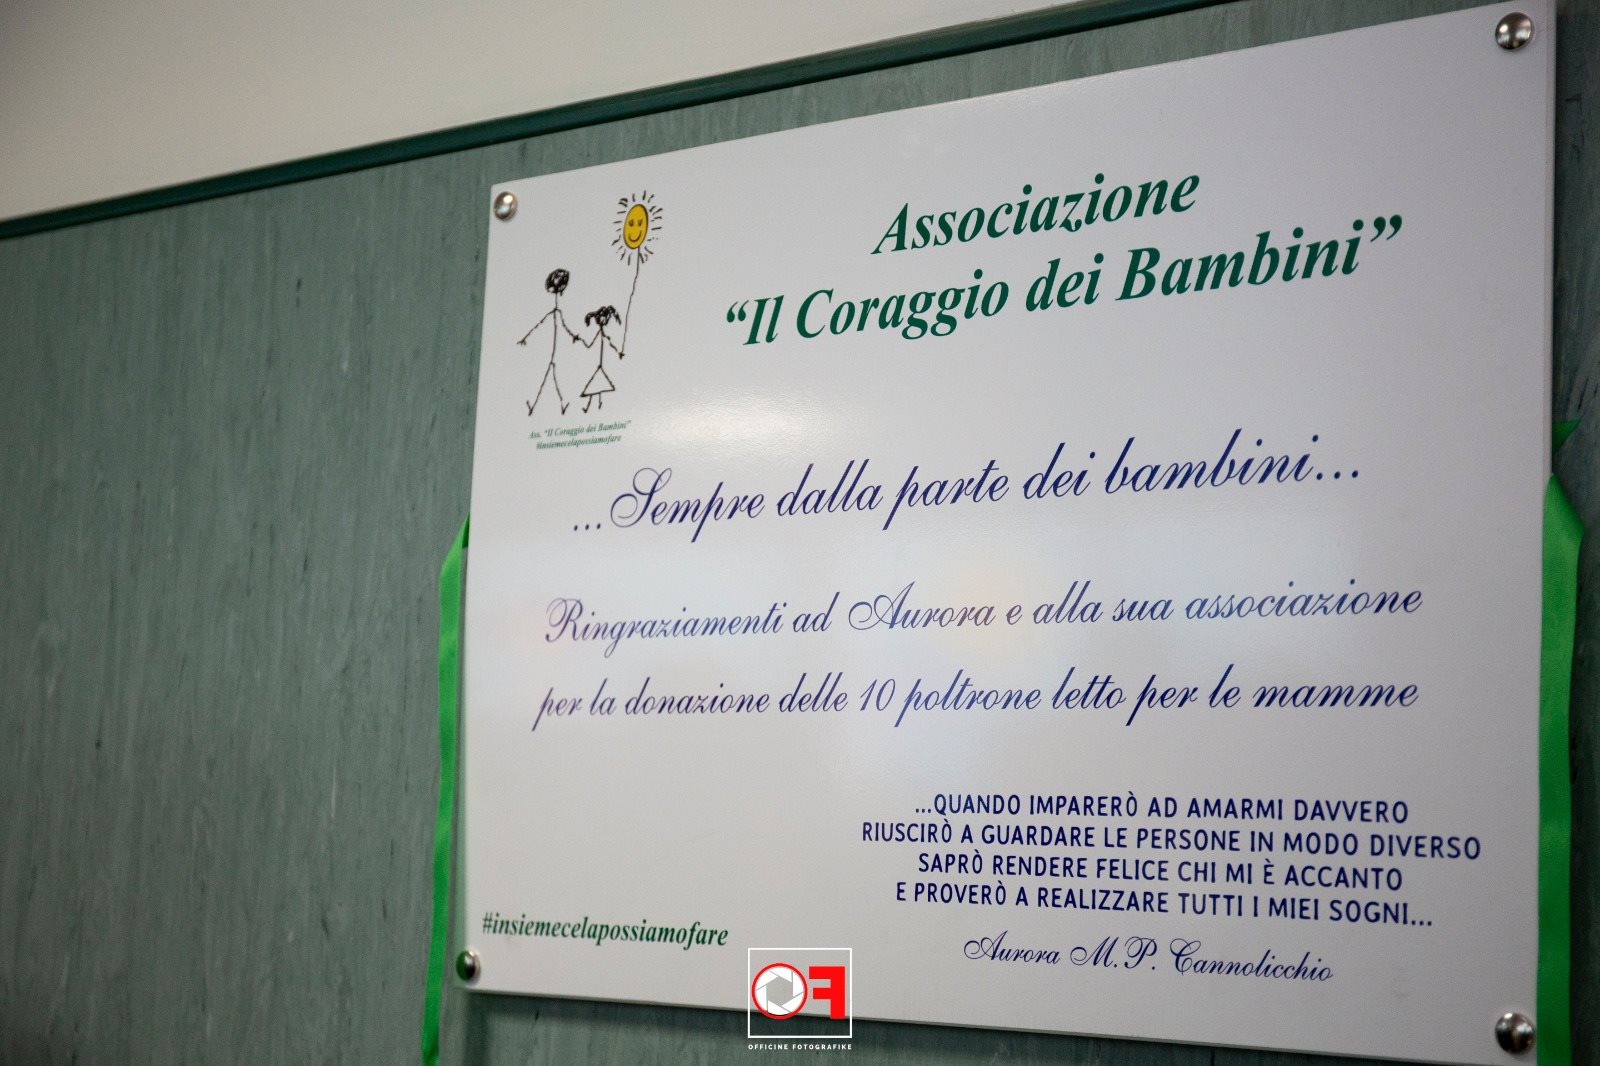 Associazione
“Il Coraggio dei Bambini”
Ass. “Il Coraggio dei Bambini”
#insiemecelapossiamofare
...Sempre dalla parte dei bambini...
Ringraziamenti ad Aurora e alla sua associazione
per la donazione delle 10 poltrone letto per le mamme
...QUANDO IMPARERÒ AD AMARMI DAVVERO
RIUSCIRÒ A GUARDARE LE PERSONE IN MODO DIVERSO
SAPRÒ RENDERE FELICE CHI MI È ACCANTO
E PROVERÒ A REALIZZARE TUTTI I MIEI SOGNI...
Aurora M. P. Cannolicchio
#insiemecelapossiamofare
OF
OFFICINE FOTOGRAFIKE